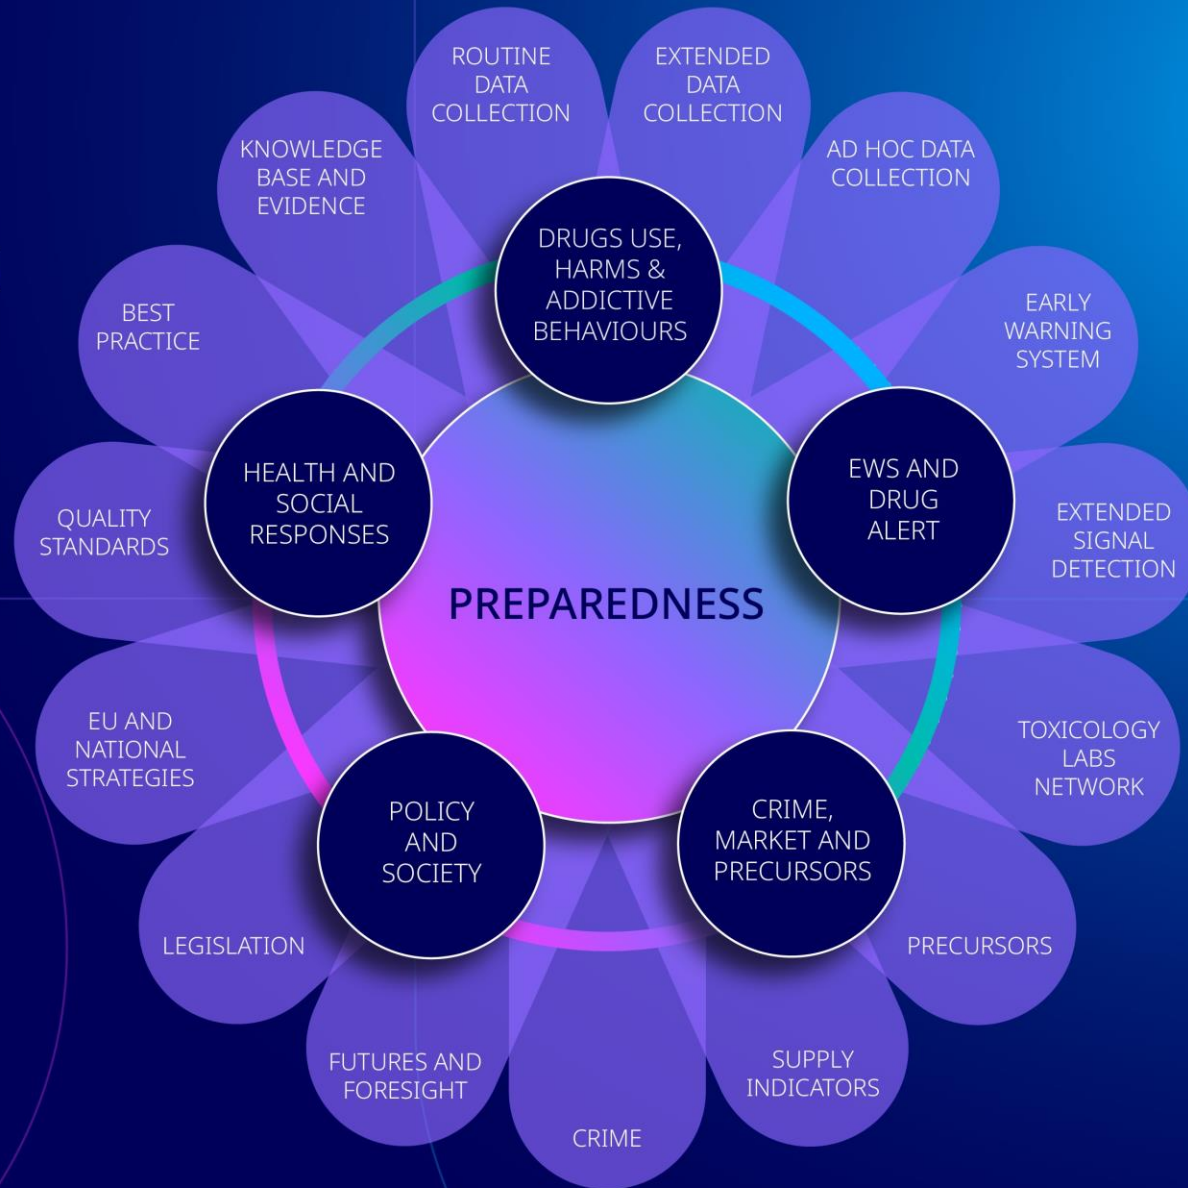 ROUTINE
DATA
COLLECTION
EXTENDED
DATA
COLLECTION
AD HOC DATA
COLLECTION
EARLY
WARNING
SYSTEM
EXTENDED
SIGNAL
DETECTION
TOXICOLOGY
LABS
NETWORK
PRECURSORS
SUPPLY
INDICATORS
CRIME
FUTURES AND
FORESIGHT
LEGISLATION
EU AND
NATIONAL
STRATEGIES
QUALITY
STANDARDS
BEST
PRACTICE
KNOWLEDGE
BASE AND
EVIDENCE
DRUGS USE,
HARMS &
ADDICTIVE
BEHAVIOURS
EWS AND
DRUG
ALERT
CRIME,
MARKET AND
PRECURSORS
POLICY
AND
SOCIETY
HEALTH AND
SOCIAL
RESPONSES
PREPAREDNESS